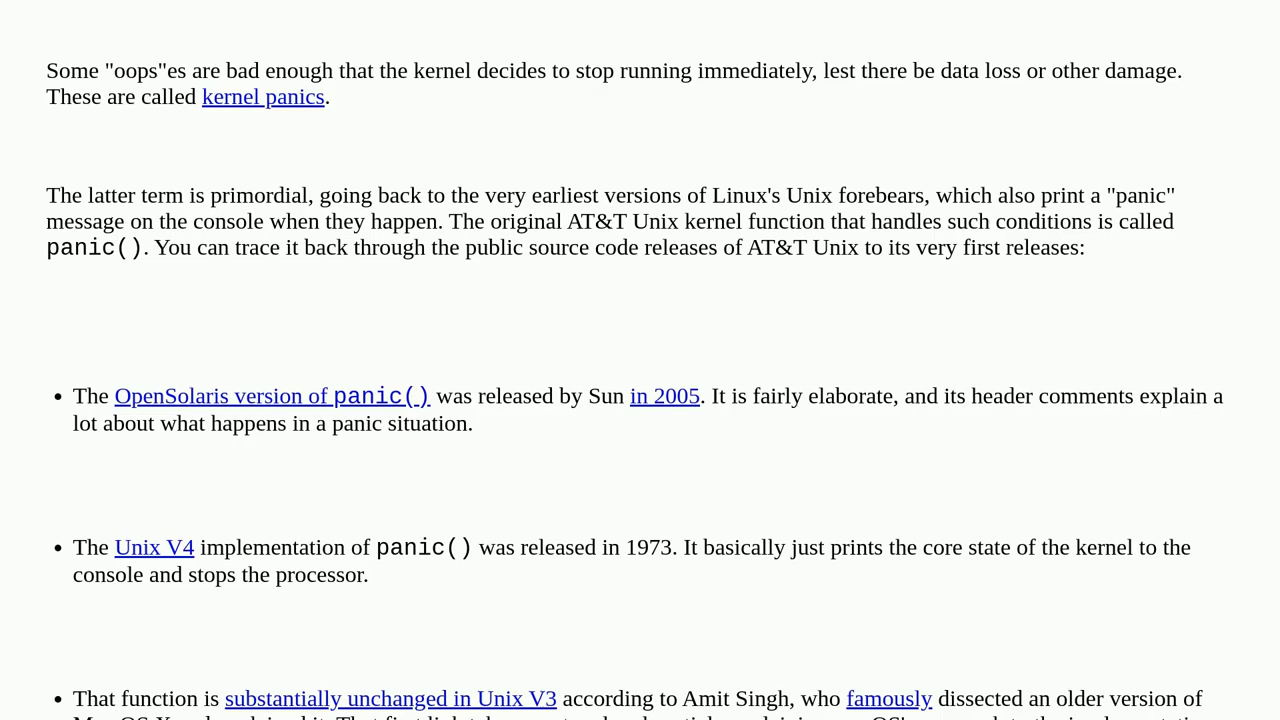 Some "oops"es are bad enough that the kernel decides to stop running immediately, lest there be data loss or other damage.
These are called kernel panics.
The latter term is primordial, going back to the very earliest versions of Linux's Unix forebears, which also print a "panic"
message on the console when they happen. The original AT&T Unix kernel function that handles such conditions is called
panic(). You can trace it back through the public source code releases of AT&T Unix to its very first releases:
• The OpenSolaris version of panic() was released by Sun in 2005. It is fairly elaborate, and its header comments explain a
lot about what happens in a panic situation.
• The Unix V4 implementation of panic() was released in 1973. It basically just prints the core state of the kernel to the
console and stops the processor.
• That function is substantially unchanged in Unix V3 according to Amit Singh, who famously dissected an older version of